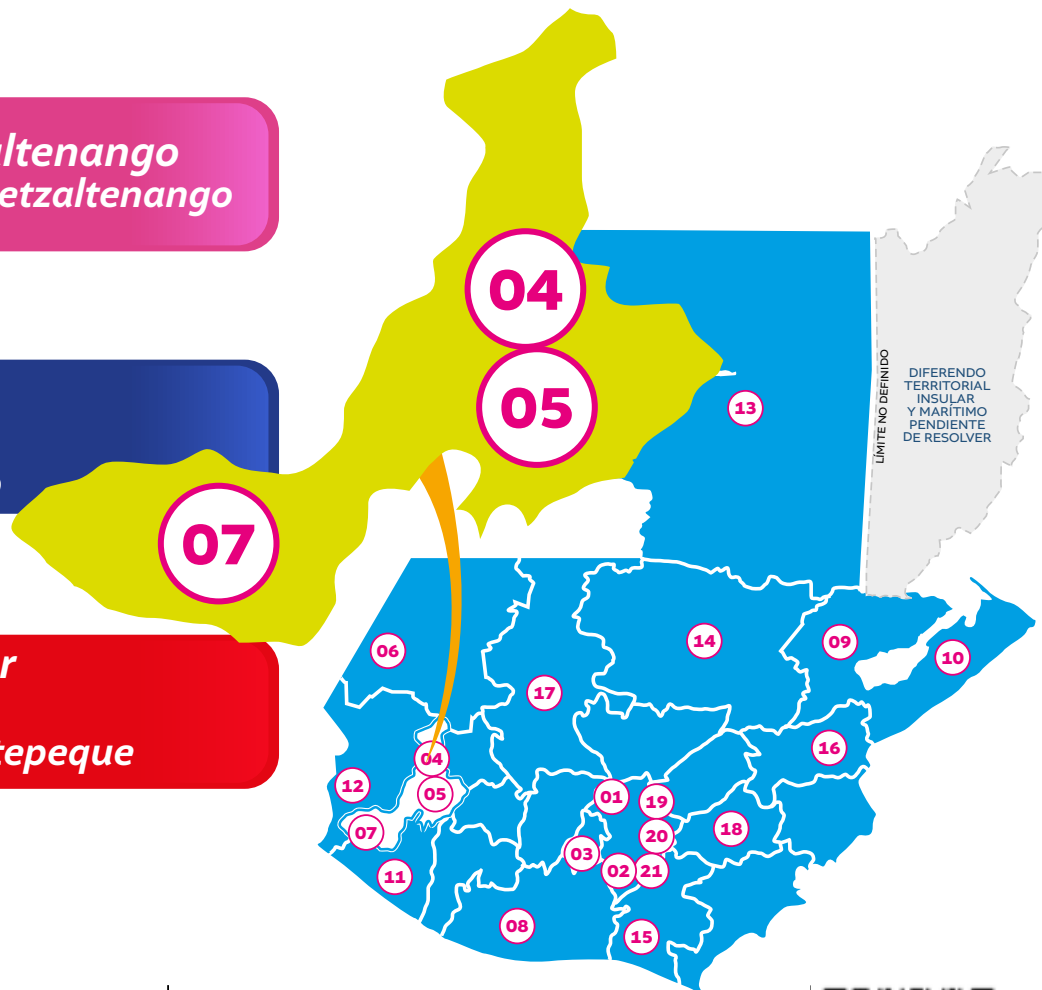 ltenango
etzaltenango
r
tepeque
04
05
07
13
LÍMITE NO DEFINIDO
DIFERENDO
TERRITORIAL
INSULAR
Y MARÍTIMO
PENDIENTE
DE RESOLVER
06
14
09
10
17
04
16
12
05
01
19
07
20
18
03
02
21
11
08
15